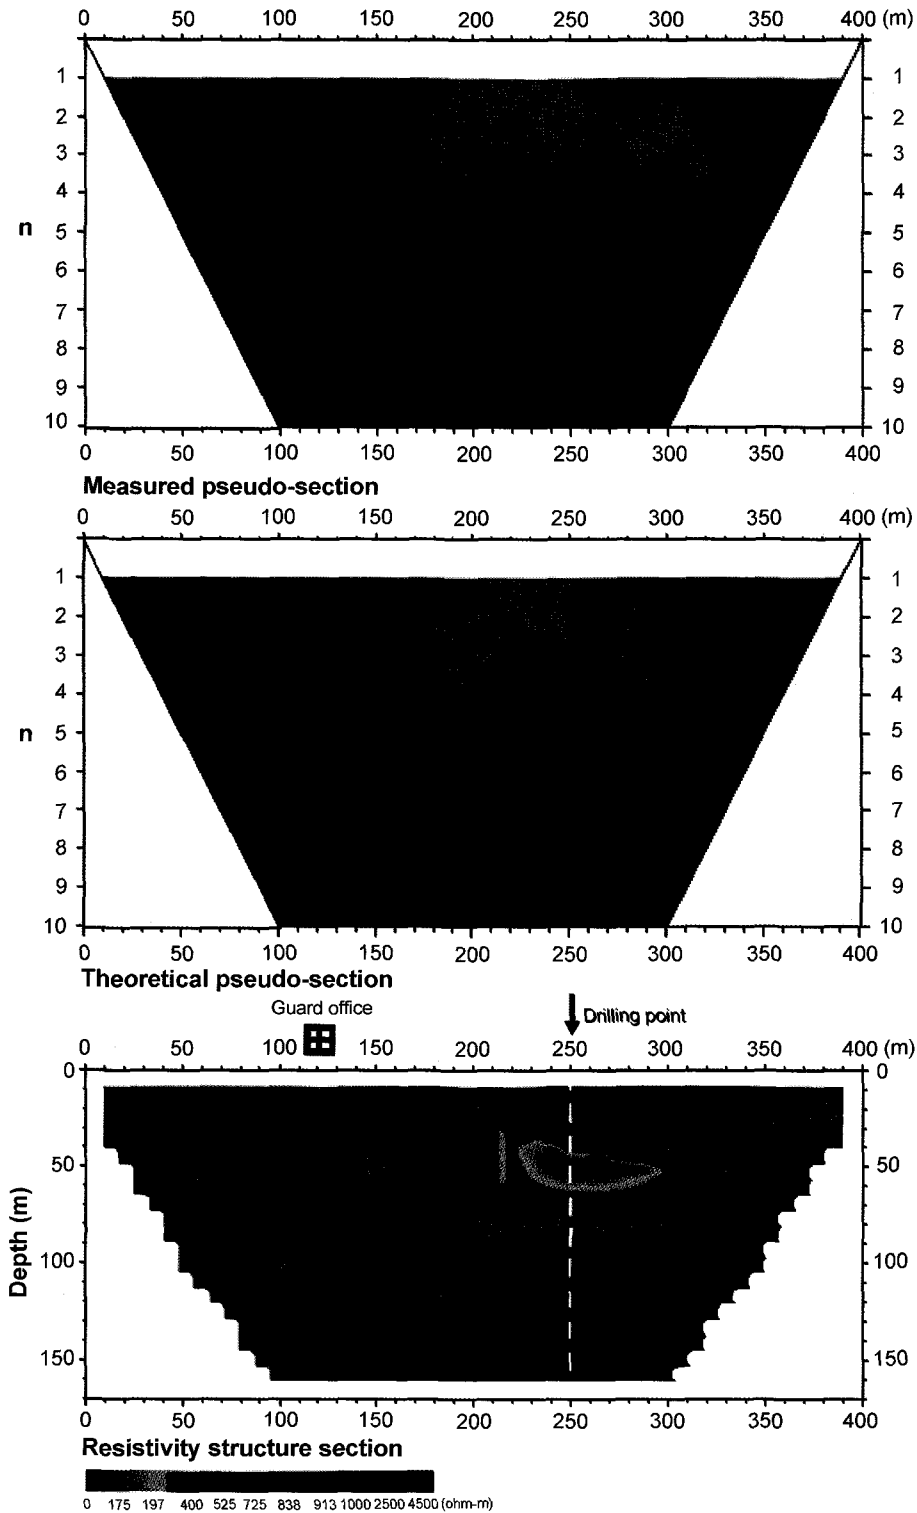 0 50 100 150 200 250 300 350 400 (m)
1 1
2 2
3 3
4 4
n 5 5
6 6
7 7
8 8
9 9
10 10
0 50 100 150 200 250 300 350 400
Measured pseudo-section
0 50 100 150 200 250 300 350 400 (m)
1 1
2 2
3 3
4 4
n 5 5
6 6
7 7
8 8
9 9
10 10
0 50 100 150 200 250 300 350 400
Theoretical pseudo-section
Guard office
Drilling point
0 50 100 150 200 250 300 350 400 (m)
0 0
50 50
Depth (m)
100 100
150 150
0 50 100 150 200 250 300 350 400
Resistivity structure section
0 175 197 400 525 725 838 913 1000 2500 4500 (ohm-m)